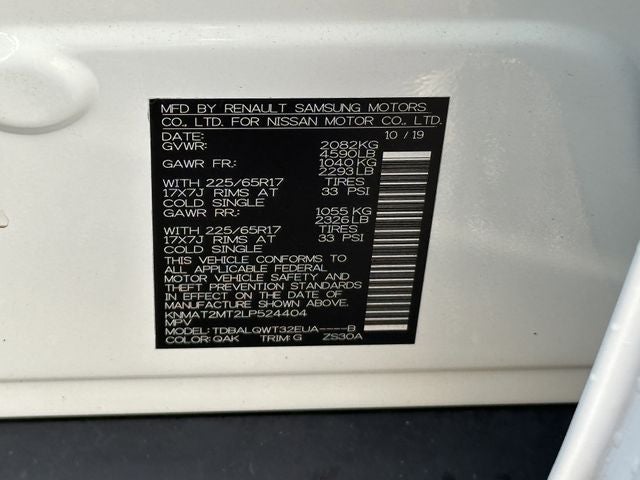 MFD BY RENAULT SAMSUNG MOTORS
CO., LTD. FOR NISSAN MOTOR CO., LTD.
DATE: 10 / 19
GVWR: 2082KG
4590LB
GAWR FR.: 1040 KG
2293 LB
WITH 225/65R17 TIRES
17X7J RIMS AT 33 PSI
COLD SINGLE
GAWR RR.: 1055 KG
2326LB
WITH 225/65R17 TIRES
17X7J RIMS AT 33 PSI
COLD SINGLE
THIS VEHICLE CONFORMS TO
ALL APPLICABLE FEDERAL
MOTOR VEHICLE SAFETY AND
THEFT PREVENTION STANDARDS
IN EFFECT ON THE DATE OF
MANUFACTURE SHOWN ABOVE.
KNMAT2MT2LP524404
MPV
MODEL: TDBALQWT32EUA----B
COLOR: QAK TRIM: G ZS30A